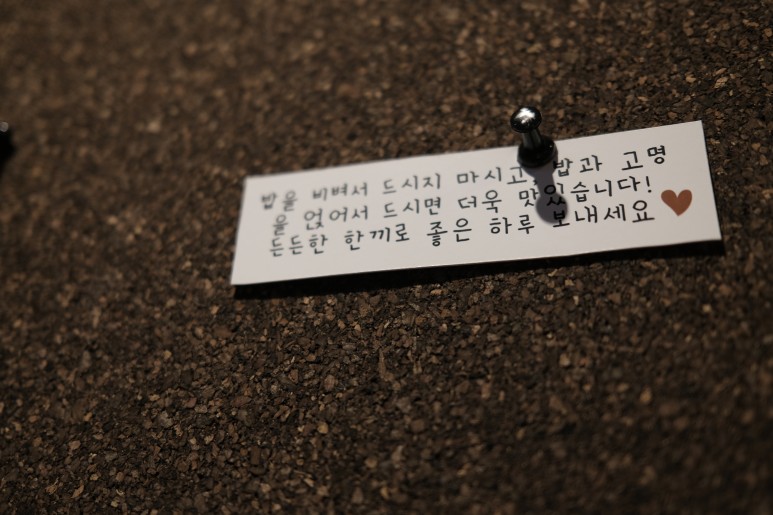 밥을 비벼서 드시지 마시고, 밥과 고명
을 얹어서 드시면 더욱 맛있습니다!
든든한 한끼로 좋은 하루 보내세요